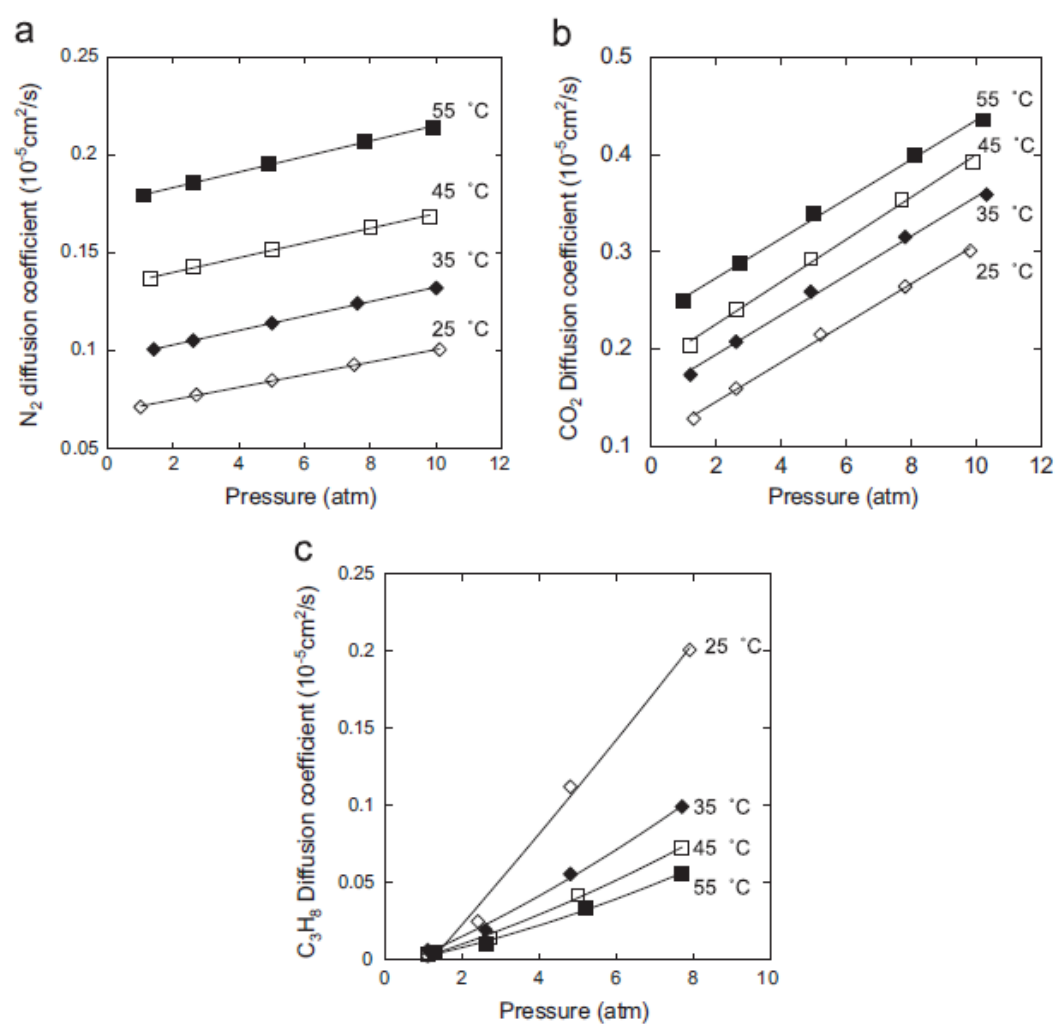 a
N₂ diffusion coefficient (10⁻⁵cm²/s)
0.25
0.2
0.15
0.1
0.05
55 °C
45 °C
35 °C
25 °C
0 2 4 6 8 10 12
Pressure (atm)
b
CO₂ Diffusion coefficient (10⁻⁵cm²/s)
0.5
0.4
0.3
0.2
0.1
55 °C
45 °C
35 °C
25 °C
0 2 4 6 8 10 12
Pressure (atm)
c
C₃H₈ Diffusion coefficient (10⁻⁵cm²/s)
0.25
0.2
0.15
0.1
0.05
0
25 °C
35 °C
45 °C
55 °C
0 2 4 6 8 10
Pressure (atm)